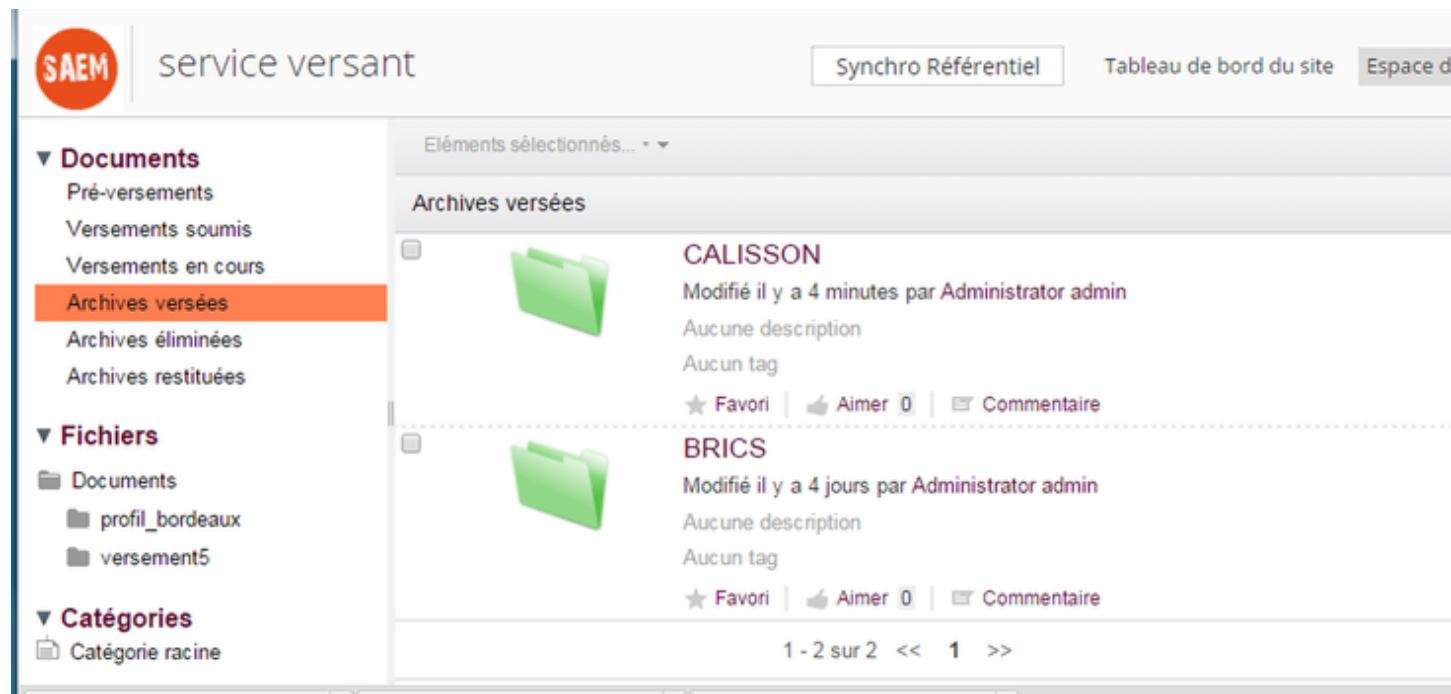 SAEM
service versant
Synchro Référentiel
Tableau de bord du site
Espace d
▼ Documents
Pré-versements
Versements soumis
Versements en cours
Archives versées
Archives éliminées
Archives restituées
▼ Fichiers
Documents
profil_bordeaux
versement5
▼ Catégories
Catégorie racine
Eléments sélectionnés...
Archives versées
CALISSON
Modifié il y a 4 minutes par Administrator admin
Aucune description
Aucun tag
Favori | Aimer 0 | Commentaire
BRICS
Modifié il y a 4 jours par Administrator admin
Aucune description
Aucun tag
Favori | Aimer 0 | Commentaire
1 - 2 sur 2 << 1 >>